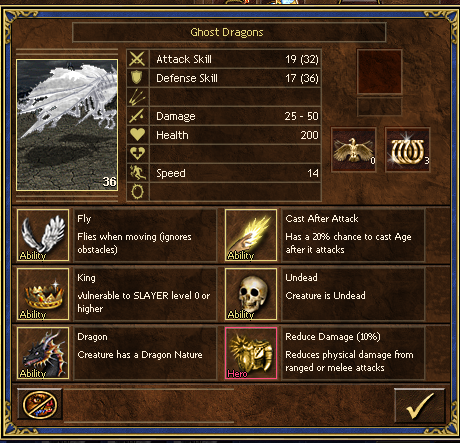 Ghost Dragons
Attack Skill 19 (32)
Defense Skill 17 (36)
Damage 25 - 50
Health 200
Speed 14
36
0
3
Fly
Flies when moving (ignores
obstacles)
Ability
Cast After Attack
Has a 20% chance to cast Age
after it attacks
Ability
King
Vulnerable to SLAYER level 0 or
higher
Ability
Undead
Creature is Undead
Ability
Dragon
Creature has a Dragon Nature
Ability
Reduce Damage (10%)
Reduces physical damage from
ranged or melee attacks
Hero